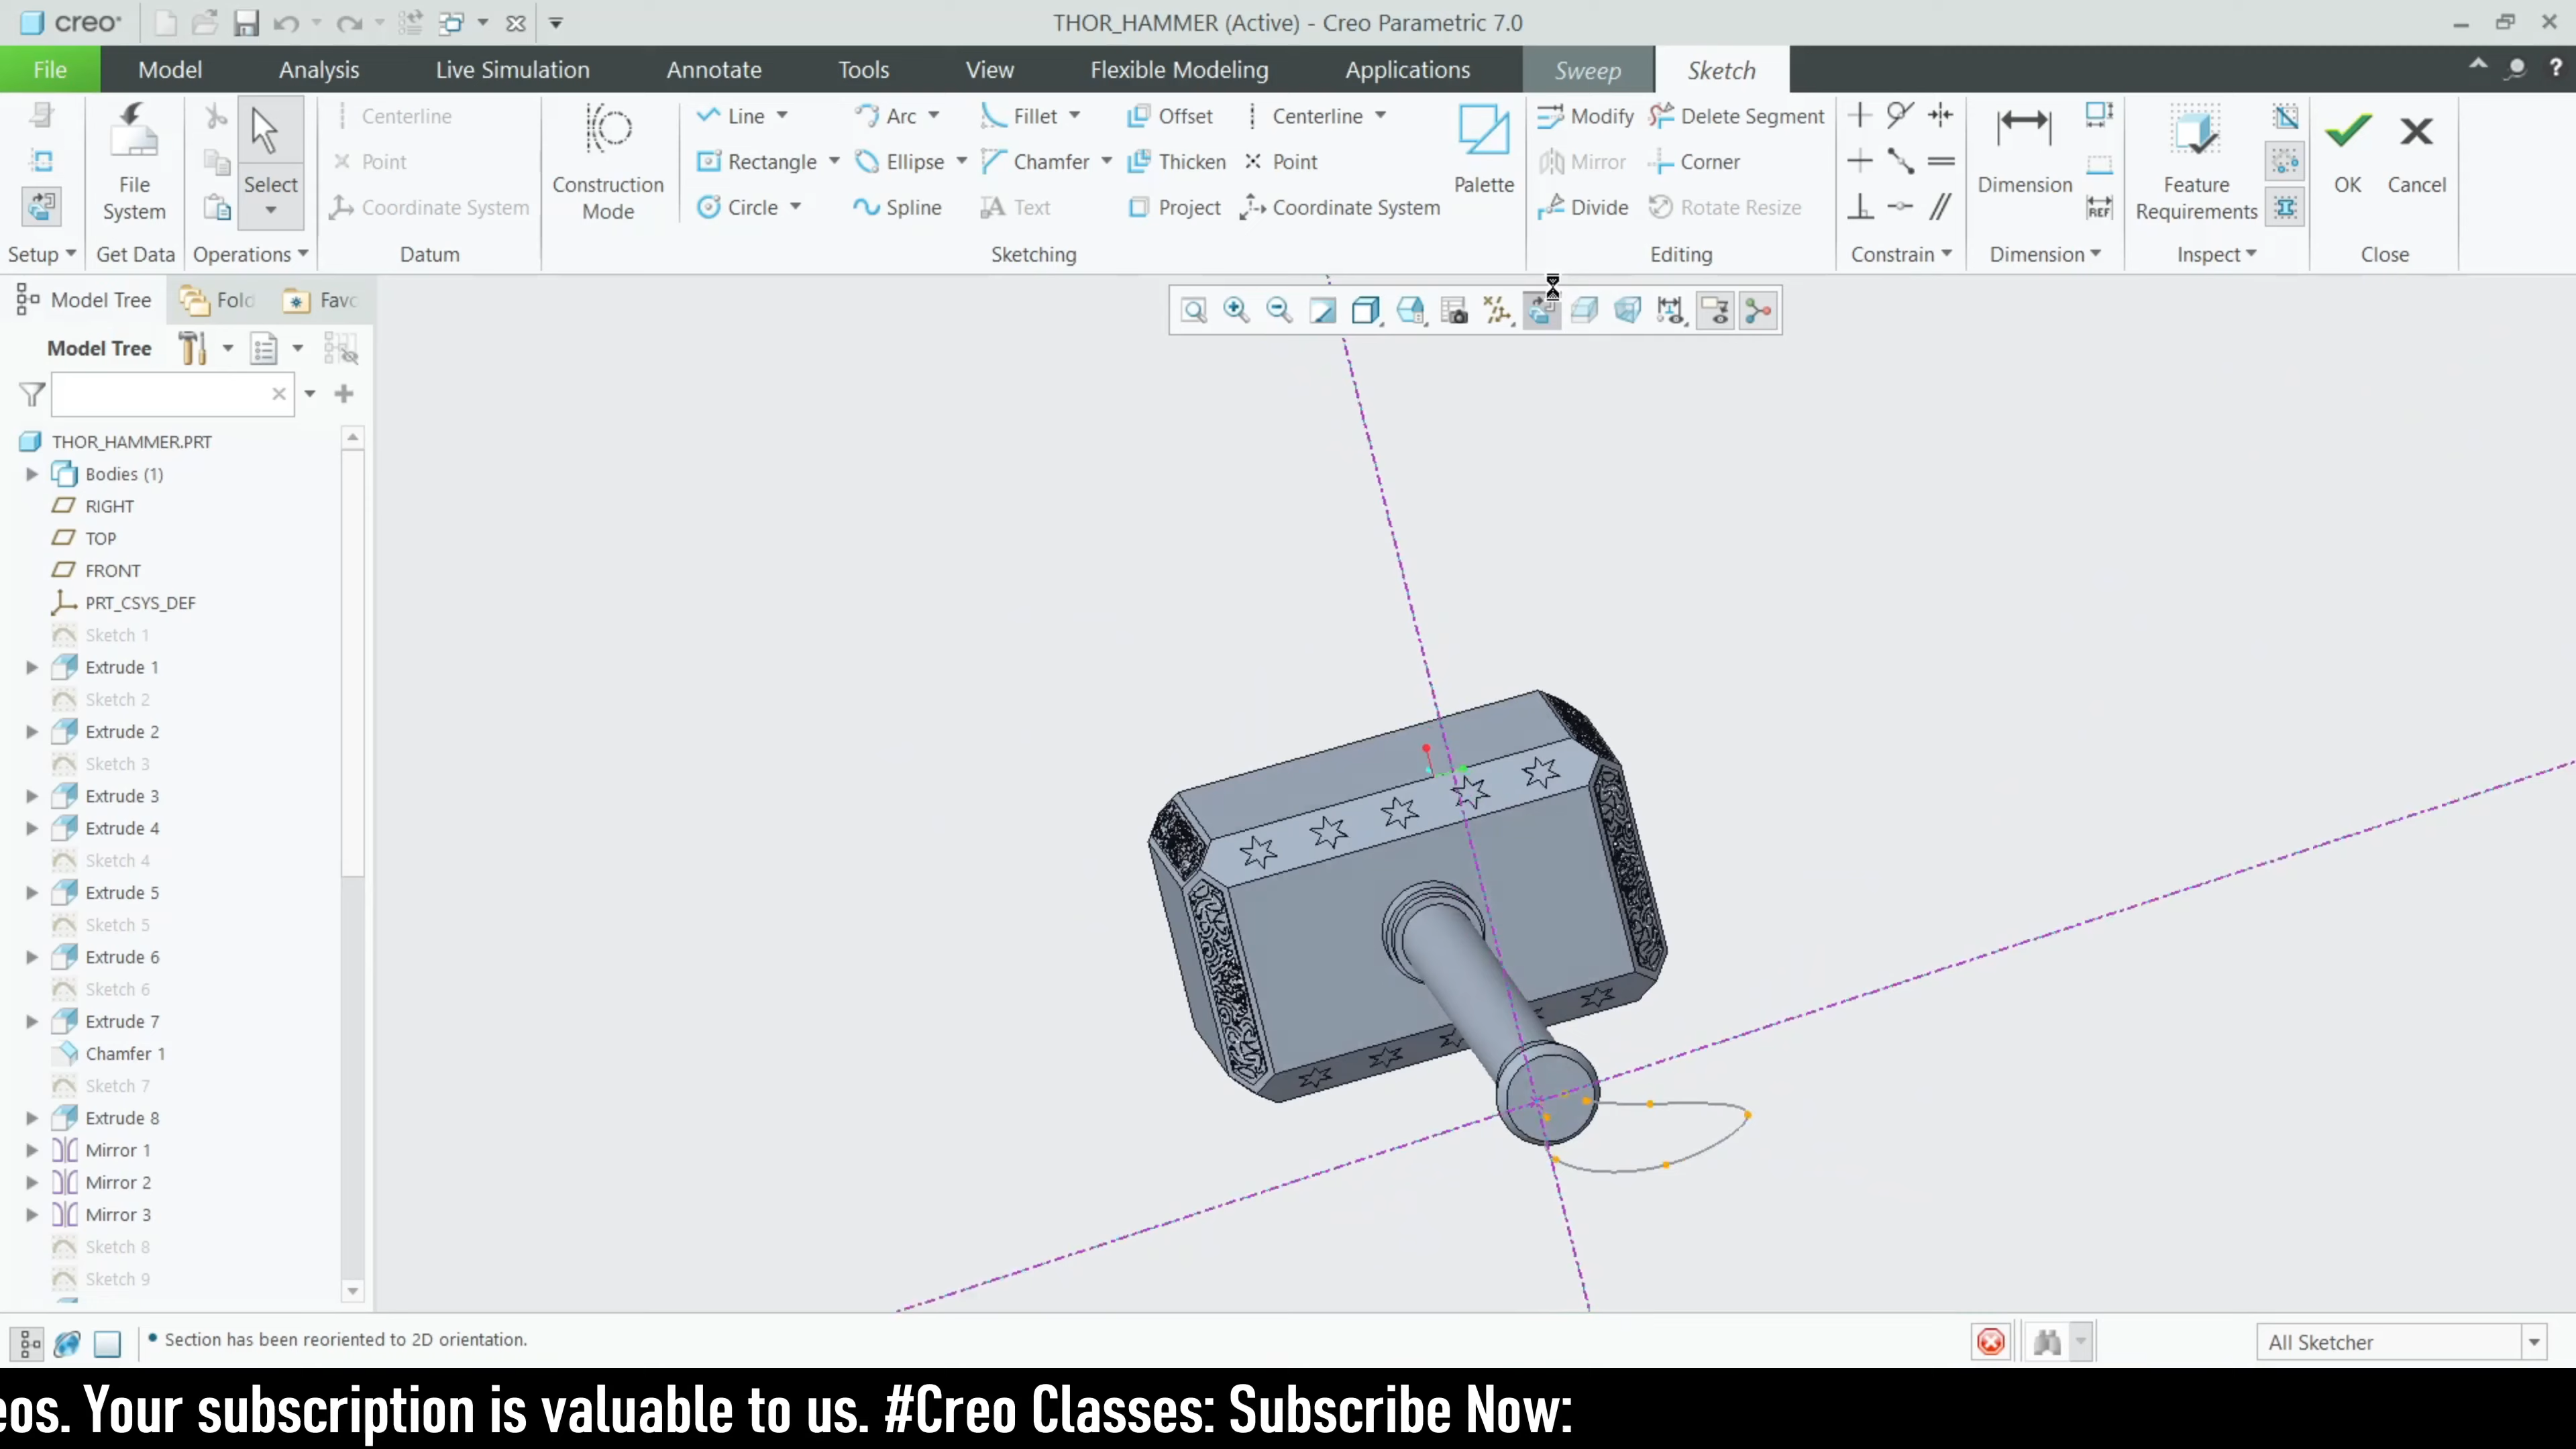 creo
THOR_HAMMER (Active) - Creo Parametric 7.0
File Model Analysis Live Simulation Annotate Tools View Flexible Modeling Applications Sweep Sketch
Centerline
Point
Coordinate System
File System
Select
Construction Mode
Line Arc Fillet Offset Centerline
Rectangle Ellipse Chamfer Thicken Point
Circle Spline Text Project Coordinate System
Palette
Modify Delete Segment
Mirror Corner
Divide Rotate Resize
Dimension
REF
Feature Requirements
OK Cancel
Setup Get Data Operations Datum Sketching Editing Constrain Dimension Inspect Close
Model Tree Fold Favo
Model Tree
THOR_HAMMER.PRT
Bodies (1)
RIGHT
TOP
FRONT
PRT_CSYS_DEF
Sketch 1
Extrude 1
Sketch 2
Extrude 2
Sketch 3
Extrude 3
Extrude 4
Sketch 4
Extrude 5
Sketch 5
Extrude 6
Sketch 6
Extrude 7
Chamfer 1
Sketch 7
Extrude 8
Mirror 1
Mirror 2
Mirror 3
Sketch 8
Sketch 9
• Section has been reoriented to 2D orientation.
All Sketcher
eos. Your subscription is valuable to us. #Creo Classes: Subscribe Now: